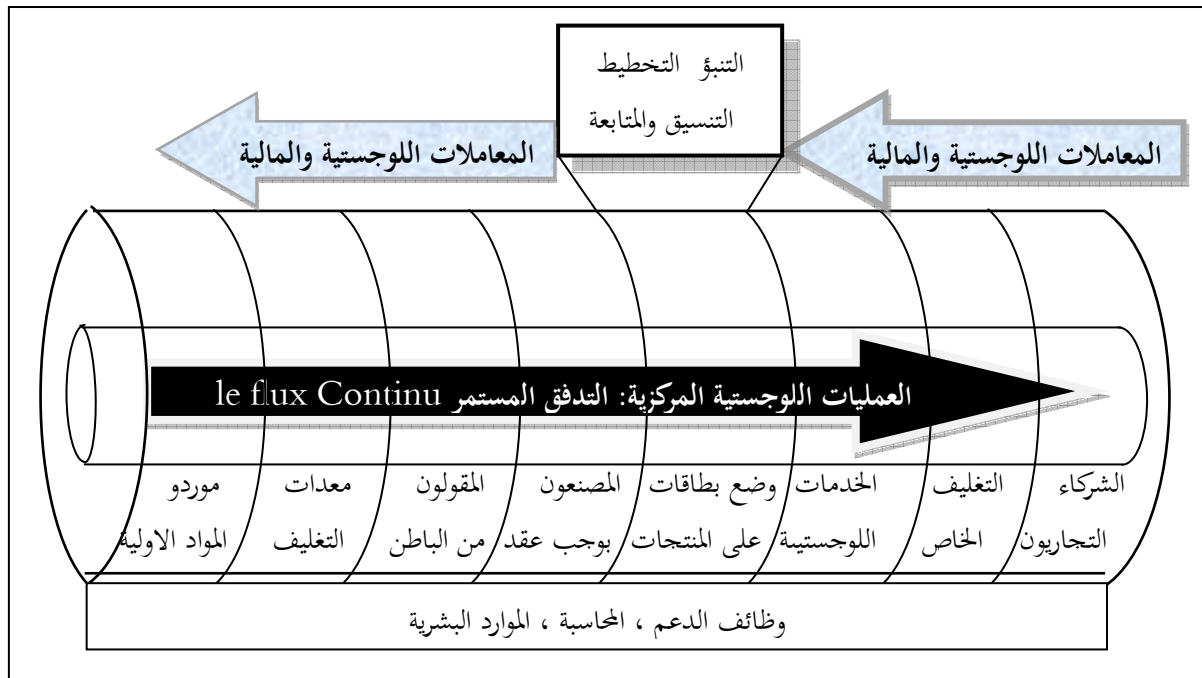 التنبؤ التخطيط
التنسيق والمتابعة
المعاملات اللوجستية والمالية
المعاملات اللوجستية والمالية
العمليات اللوجستية المركزية: التدفق المستمر le flux Continu
الشركاء
التجاريون
التغليف
الخاص
الخدمات
اللوجستيىة
وضع بطاقات
على المنتجات
المصنعون
بوجب عقد
المقولون
من الباطن
معدات
التغليف
موردو
المواد الاولية
وظائف الدعم ، المحاسبة ، الموارد البشرية